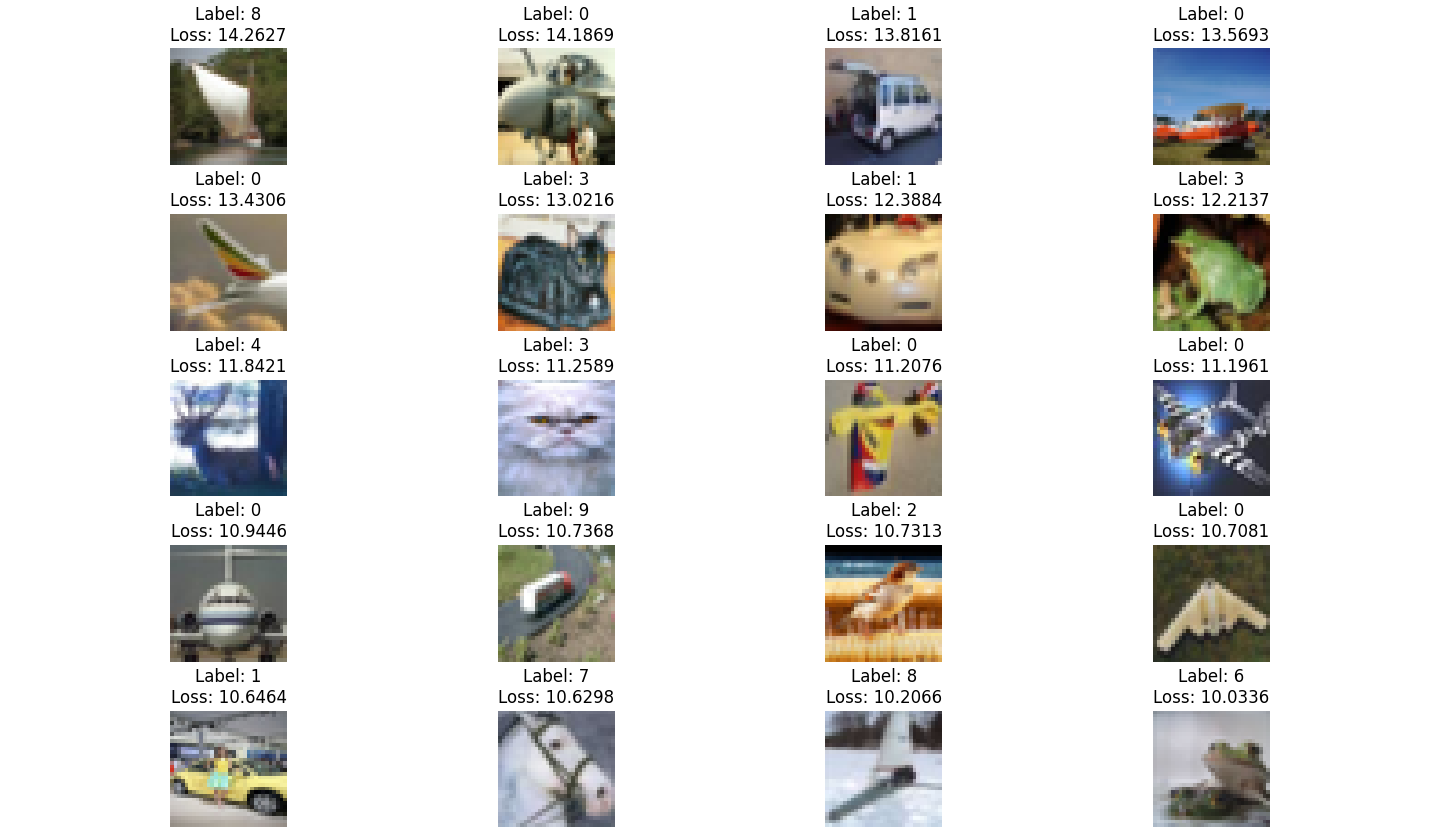 Label: 8
Loss: 14.2627
Label: 0
Loss: 14.1869
Label: 1
Loss: 13.8161
Label: 0
Loss: 13.5693
Label: 0
Loss: 13.4306
Label: 3
Loss: 13.0216
Label: 1
Loss: 12.3884
Label: 3
Loss: 12.2137
Label: 4
Loss: 11.8421
Label: 3
Loss: 11.2589
Label: 0
Loss: 11.2076
Label: 0
Loss: 11.1961
Label: 0
Loss: 10.9446
Label: 9
Loss: 10.7368
Label: 2
Loss: 10.7313
Label: 0
Loss: 10.7081
Label: 1
Loss: 10.6464
Label: 7
Loss: 10.6298
Label: 8
Loss: 10.2066
Label: 6
Loss: 10.0336